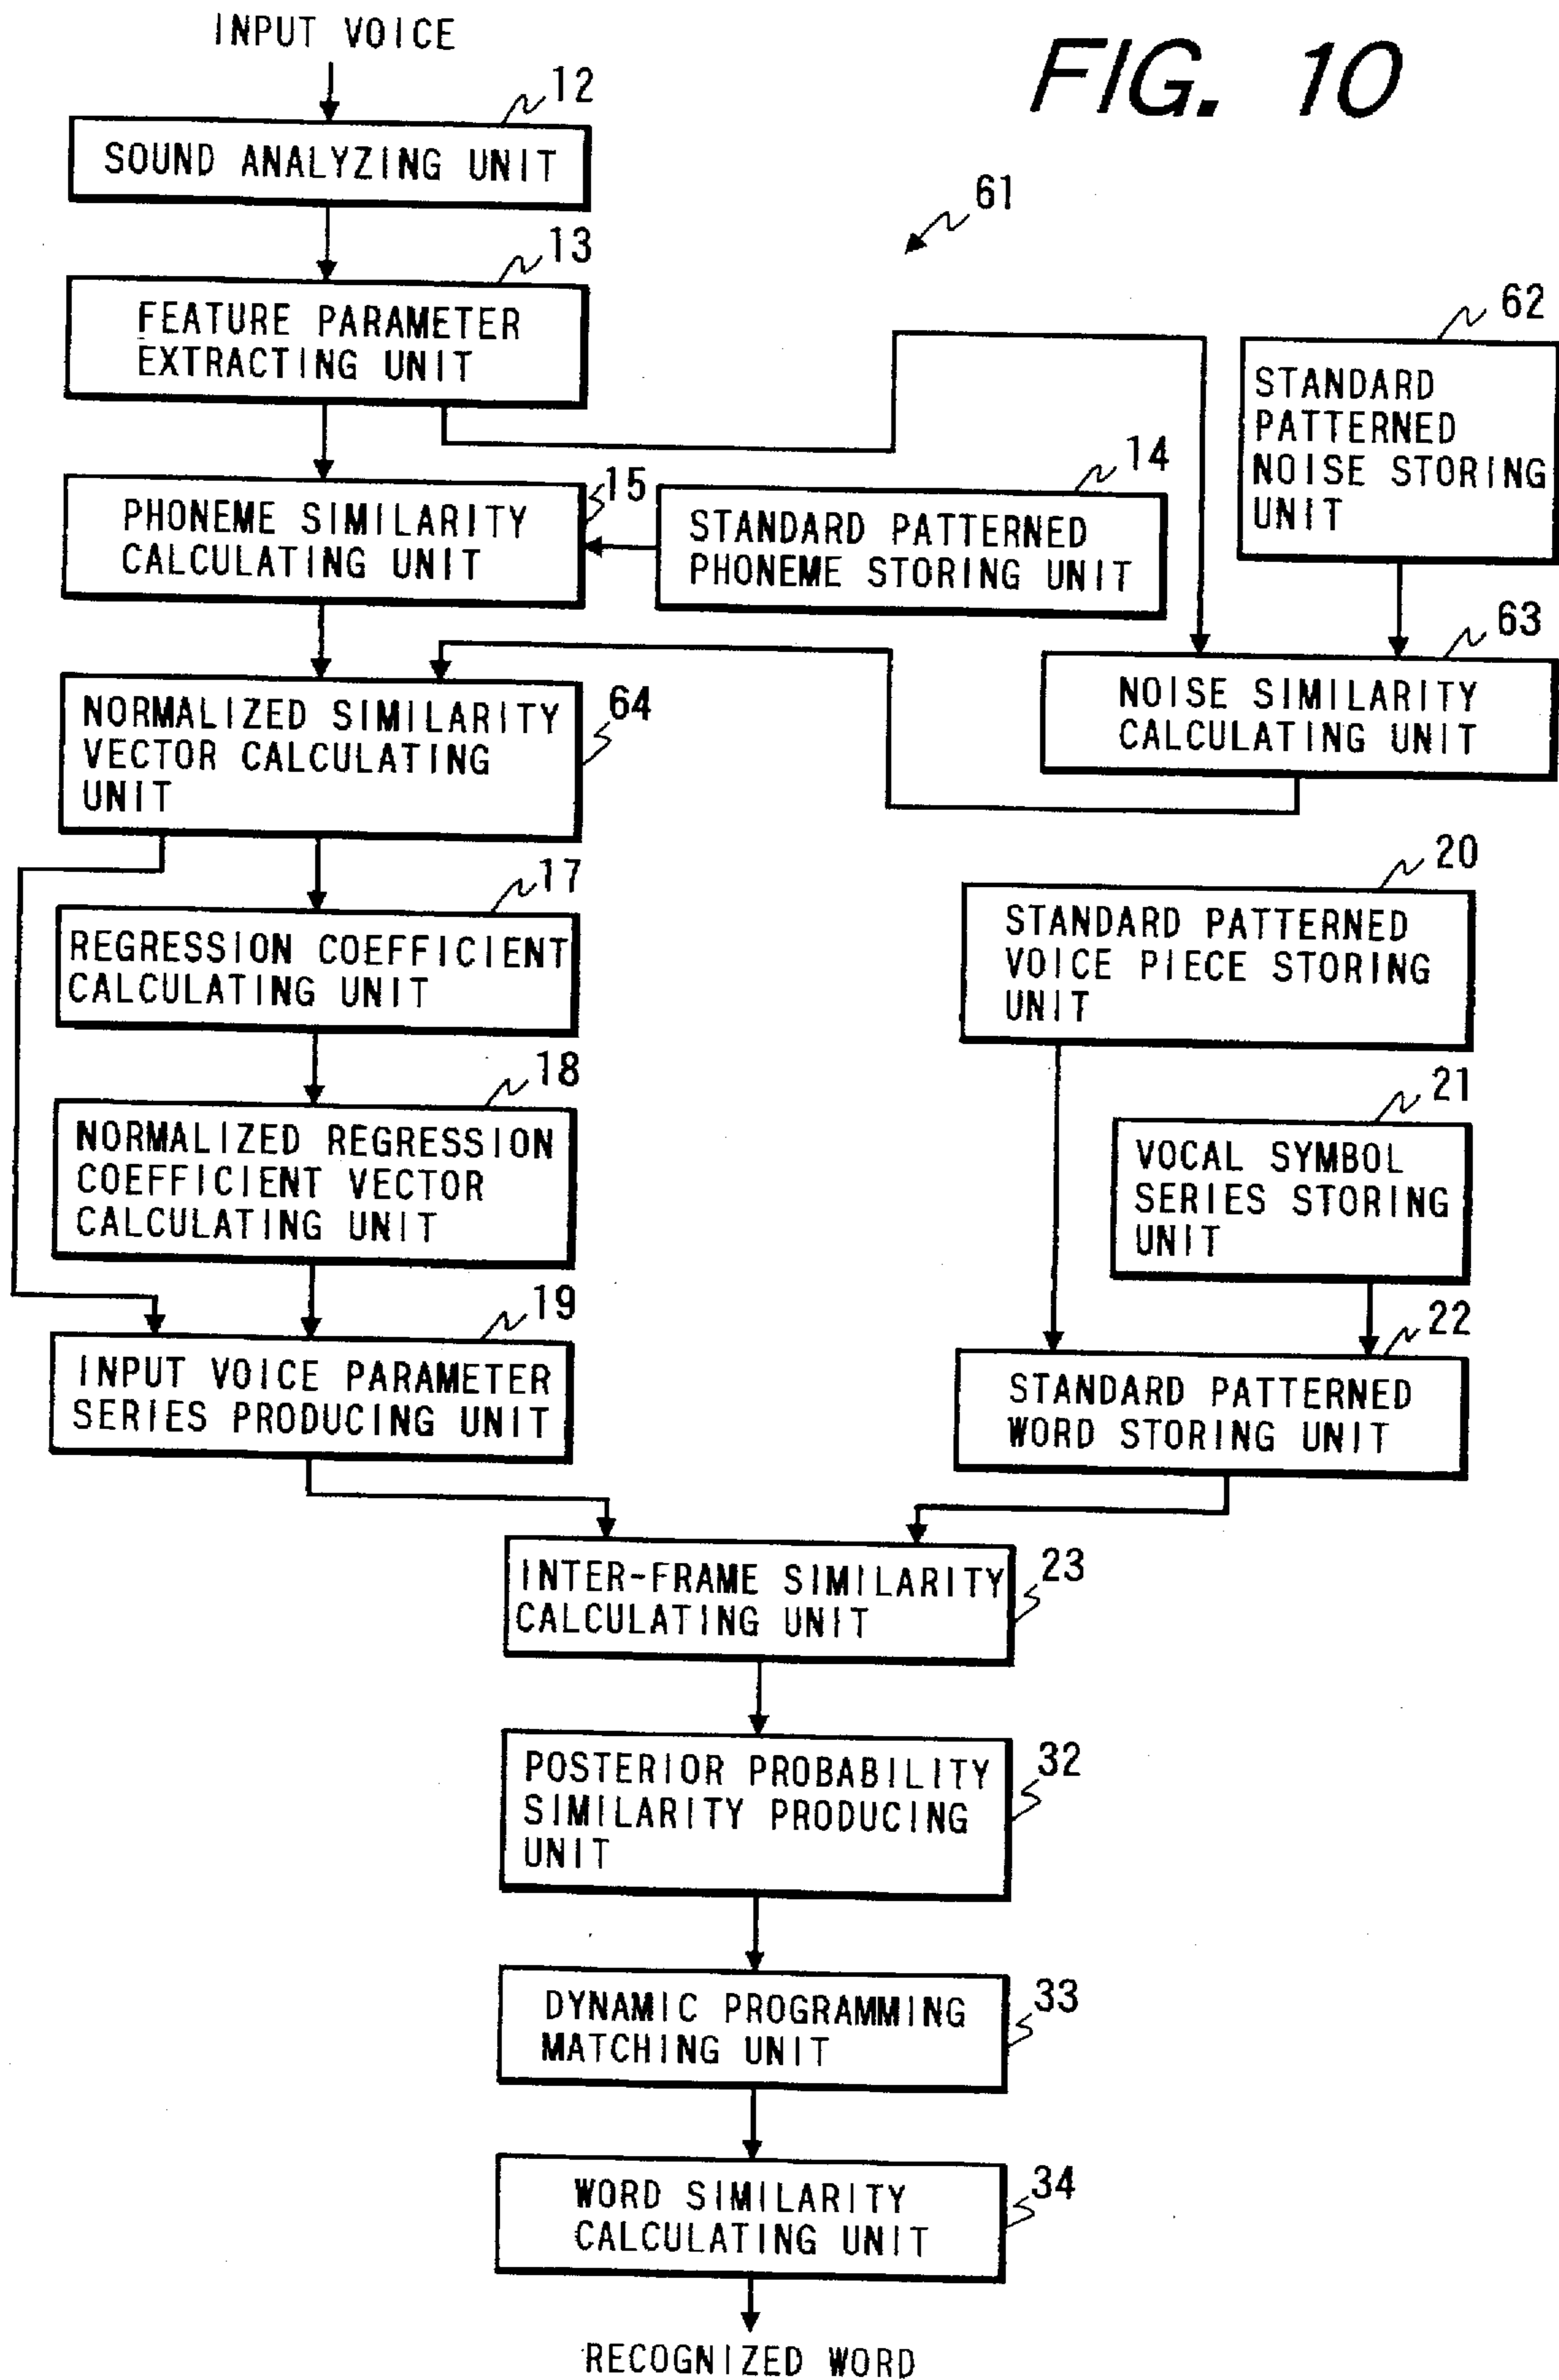 INPUT VOICE
FIG. 10
12
SOUND ANALYZING UNIT
61
13
FEATURE PARAMETER
EXTRACTING UNIT
62
STANDARD
PATTERNED
NOISE STORING
UNIT
15
PHONEME SIMILARITY
CALCULATING UNIT
14
STANDARD PATTERNED
PHONEME STORING UNIT
63
NOISE SIMILARITY
CALCULATING UNIT
64
NORMALIZED SIMILARITY
VECTOR CALCULATING
UNIT
17
REGRESSION COEFFICIENT
CALCULATING UNIT
20
STANDARD PATTERNED
VOICE PIECE STORING
UNIT
18
NORMALIZED REGRESSION
COEFFICIENT VECTOR
CALCULATING UNIT
21
VOCAL SYMBOL
SERIES STORING
UNIT
19
INPUT VOICE PARAMETER
SERIES PRODUCING UNIT
22
STANDARD PATTERNED
WORD STORING UNIT
INTER-FRAME SIMILARITY
CALCULATING UNIT
23
POSTERIOR PROBABILITY
SIMILARITY PRODUCING
UNIT
32
DYNAMIC PROGRAMMING
MATCHING UNIT
33
WORD SIMILARITY
CALCULATING UNIT
34
RECOGNIZED WORD